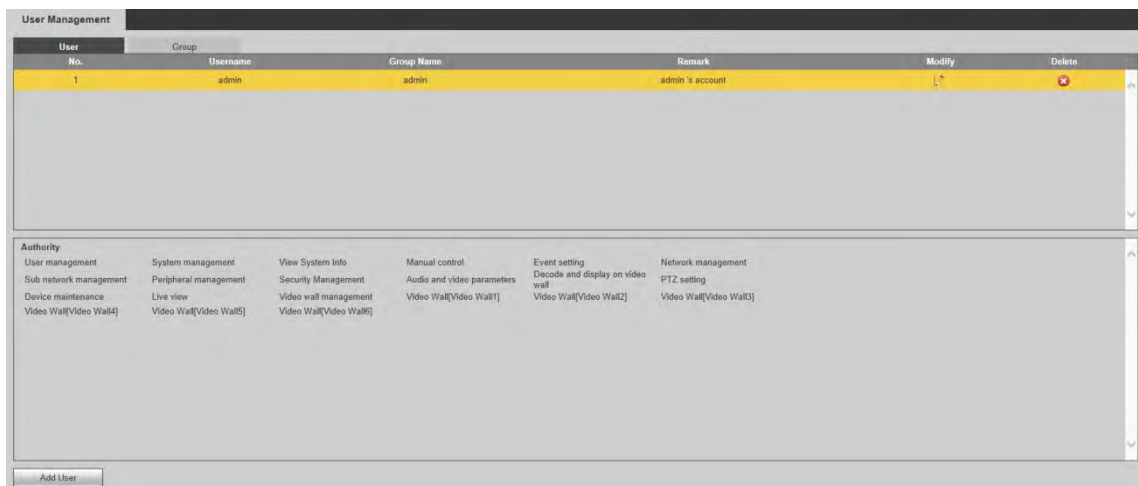 User Management
User Group
No. Username Group Name Remark Modify Delete
1 admin admin admin 's account
Authority
User management System management View System Info Manual control Event setting Network management
Sub network management Peripheral management Security Management Audio and video parameters Decode and display on video wall PTZ setting
Device maintenance Live view Video wall management Video Wall[Video Wall1] Video Wall[Video Wall2] Video Wall[Video Wall3]
Video Wall[Video Wall4] Video Wall[Video Wall5] Video Wall[Video Wall6]
Add User